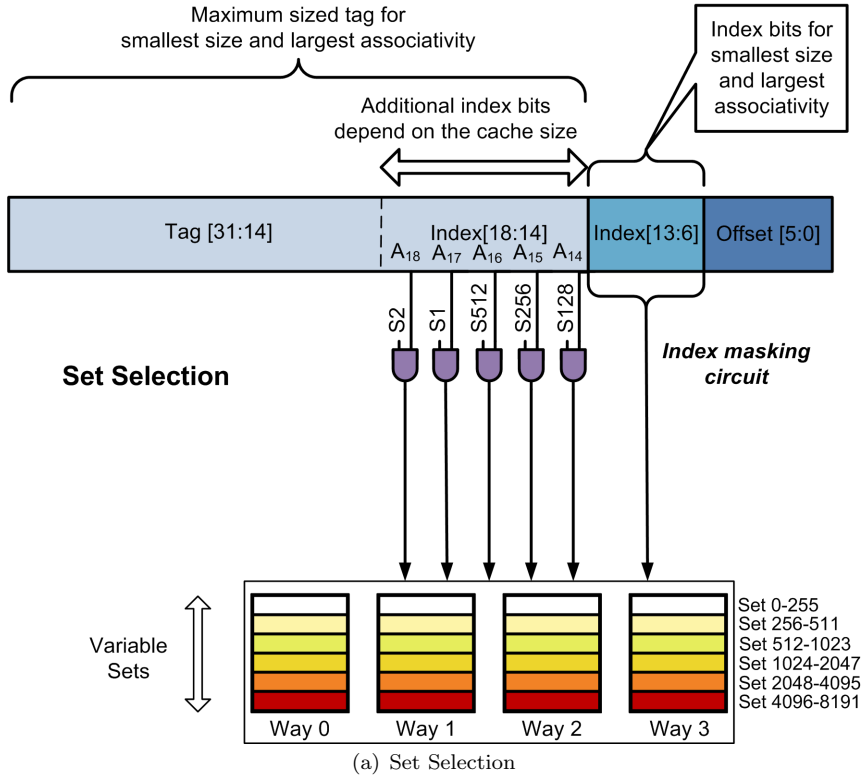 Maximum sized tag for
smallest size and largest associativity
Index bits for
smallest size
and largest
associativity
Additional index bits
depend on the cache size
Tag [31:14]
Index[18:14]
Index[13:6]
Offset [5:0]
A18
A17
A16
A15
A14
S2
S1
S512
S256
S128
Set Selection
Index masking
circuit
Variable
Sets
Set 0-255
Set 256-511
Set 512-1023
Set 1024-2047
Set 2048-4095
Set 4096-8191
Way 0
Way 1
Way 2
Way 3
(a) Set Selection